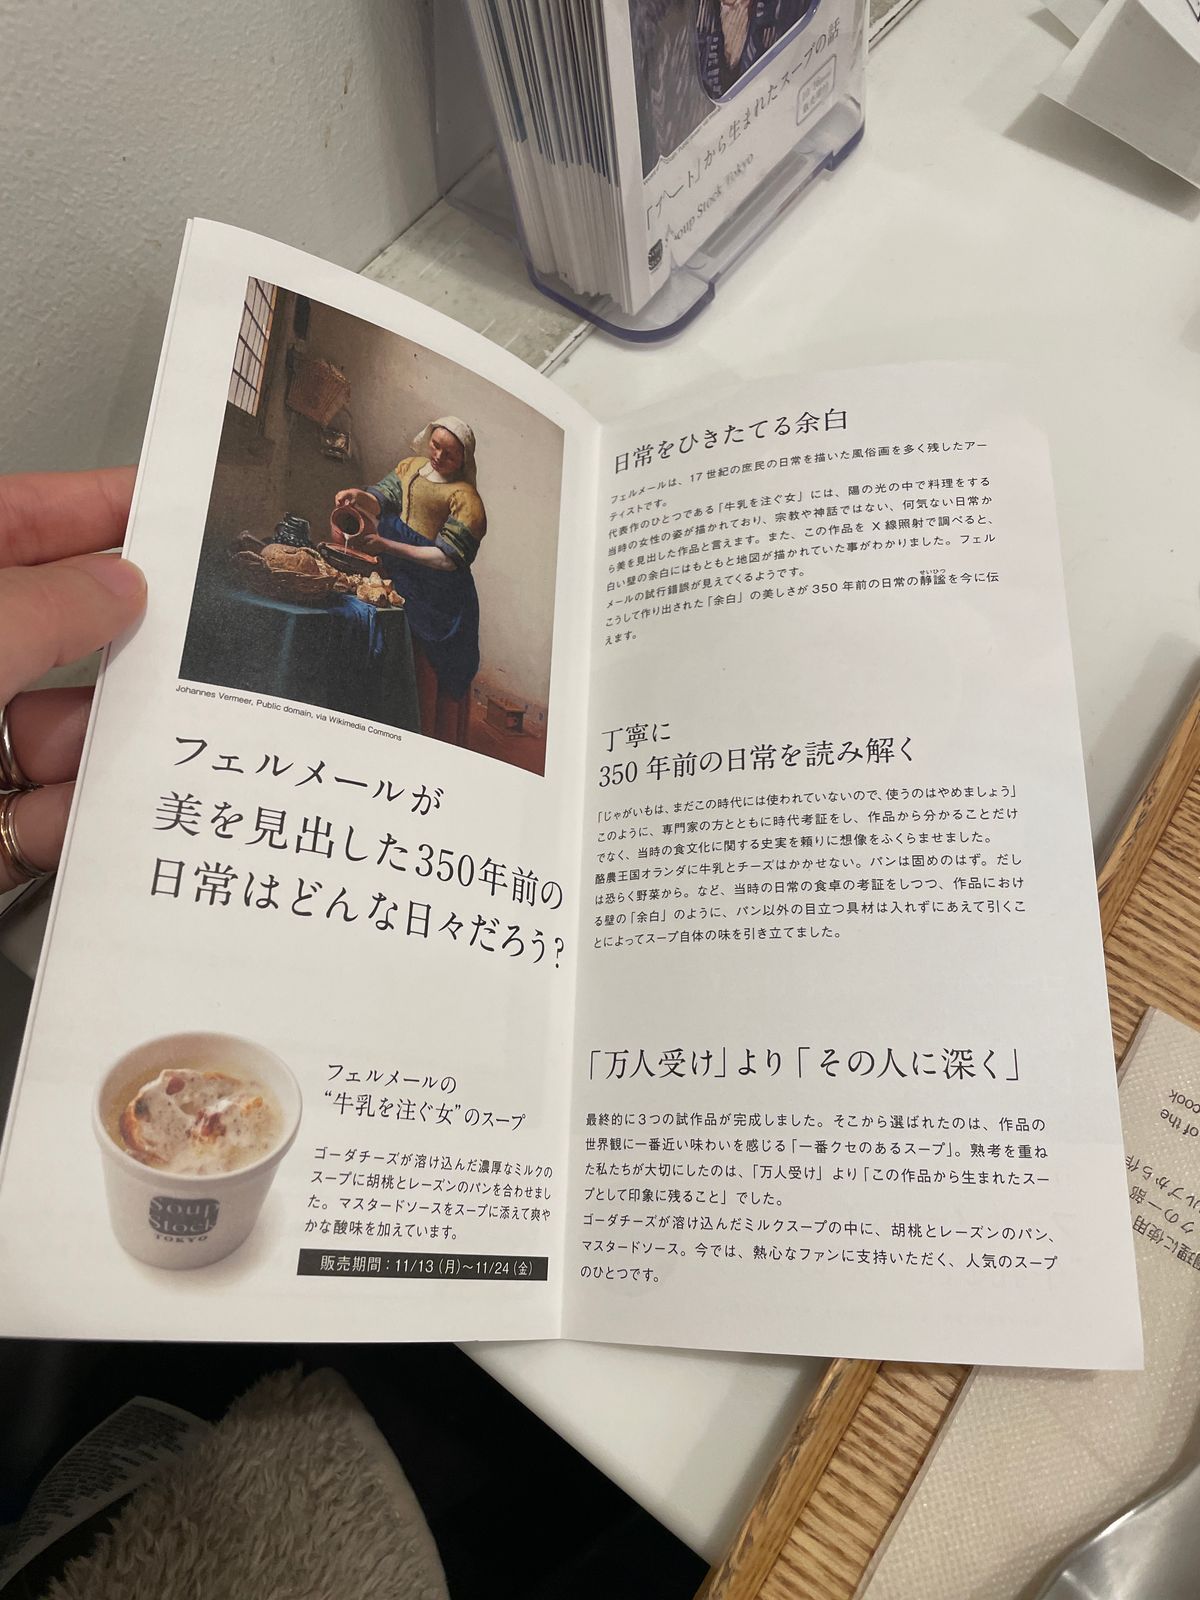 「アート」から生まれたスープの話
Soup Stock Tokyo
Johannes Vermeer, Public domain, via Wikimedia Commons
フェルメールが
美を見出した350年前の
日常はどんな日々だろう?
Soup
Stock
TOKYO
フェルメールの
“牛乳を注ぐ女”のスープ
ゴーダチーズが溶け込んだ濃厚なミルクの
スープに胡桃とレーズンのパンを合わせまし
た。マスタードソースをスープに添えて爽や
かな酸味を加えています。
販売期間：11/13（月）〜11/24（金）
日常をひきたてる余白
フェルメールは、17世紀の庶民の日常を描いた風俗画を多く残したアー
ティストです。
代表作のひとつである「牛乳を注ぐ女」には、陽の光の中で料理をする
当時の女性の姿が描かれており、宗教や神話ではない、何気ない日常か
ら美を見出した作品と言えます。また、この作品を X 線照射で調べると、
白い壁の余白にはもともと地図が描かれていた事がわかりました。フェル
メールの試行錯誤が見えてくるようです。
せいひつ
こうして作り出された「余白」の美しさが 350 年前の日常の静謐を今に伝
えます。
丁寧に
350 年前の日常を読み解く
「じゃがいもは、まだこの時代には使われていないので、使うのはやめましょう」
このように、専門家の方とともに時代考証をし、作品から分かることだけ
でなく、当時の食文化に関する史実を頼りに想像をふくらませました。
酪農王国オランダに牛乳とチーズはかかせない。パンは固めのはず。だし
は恐らく野菜から。など、当時の日常の食卓の考証をしつつ、作品におけ
る壁の「余白」のように、パン以外の目立つ具材は入れずにあえて引くこ
とによってスープ自体の味を引き立てました。
「万人受け」より「その人に深く」
最終的に3つの試作品が完成しました。そこから選ばれたのは、作品の
世界観に一番近い味わいを感じる「一番クセのあるスープ」。熟考を重ね
た私たちが大切にしたのは、「万人受け」より「この作品から生まれたスー
プとして印象に残ること」でした。
ゴーダチーズが溶け込んだミルクスープの中に、胡桃とレーズンのパン、
マスタードソース。今では、熱心なファンに支持いただく、人気のスープ
のひとつです。
of the
cook